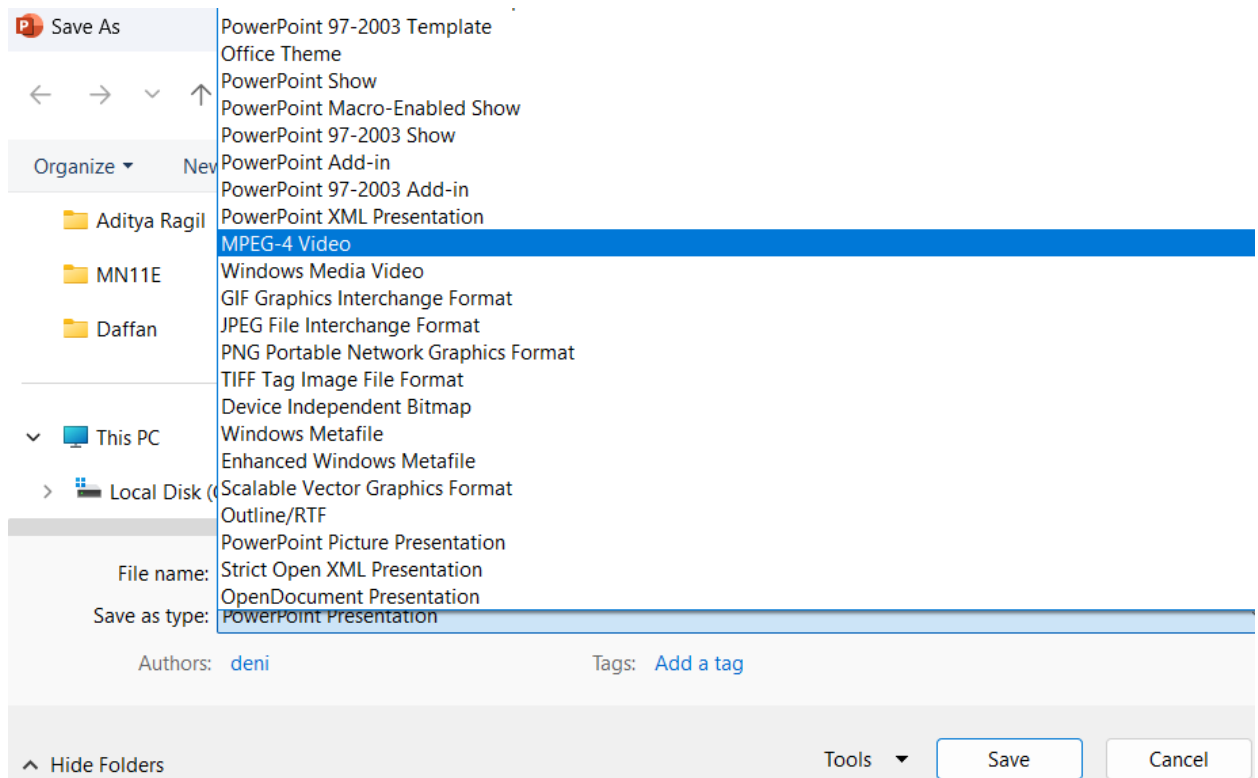 Save As
PowerPoint 97-2003 Template
Office Theme
PowerPoint Show
PowerPoint Macro-Enabled Show
PowerPoint 97-2003 Show
Organize
New
PowerPoint Add-in
PowerPoint 97-2003 Add-in
Aditya Ragil
PowerPoint XML Presentation
MPEG-4 Video
MN11E
Windows Media Video
GIF Graphics Interchange Format
Daffan
JPEG File Interchange Format
PNG Portable Network Graphics Format
TIFF Tag Image File Format
Device Independent Bitmap
This PC
Windows Metafile
Enhanced Windows Metafile
Local Disk (
Scalable Vector Graphics Format
Outline/RTF
PowerPoint Picture Presentation
File name:
Strict Open XML Presentation
OpenDocument Presentation
Save as type: PowerPoint Presentation
Authors: deni
Tags: Add a tag
Hide Folders
Tools
Save
Cancel